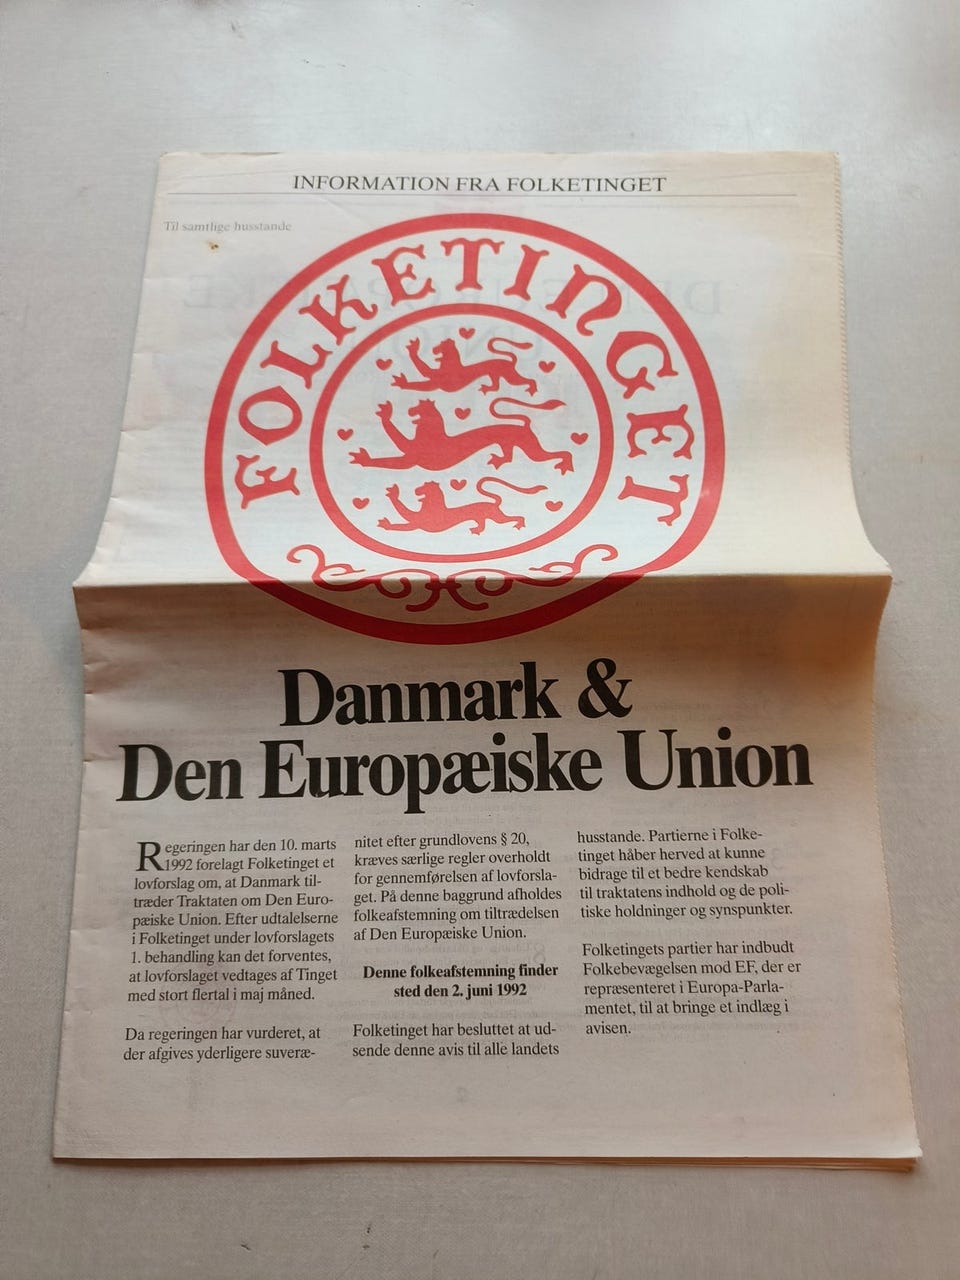 INFORMATION FRA FOLKETINGET
Til samtlige husstande
FOLKETINGET
Danmark &
Den Europæiske Union
Regeringen har den 10. marts
1992 forelagt Folketinget et
lovforslag om, at Danmark til-
træder Traktaten om Den Euro-
pæiske Union. Efter udtalelserne
i Folketinget under lovforslagets
1. behandling kan det forventes,
at lovforslaget vedtages af Tinget
med stort flertal i maj måned.
Da regeringen har vurderet, at
der afgives yderligere suveræ-
nitet efter grundlovens § 20,
kræves særlige regler overholdt
for gennemførelsen af lovforsla-
get. På denne baggrund afholdes
folkeafstemning om tiltrædelsen
af Den Europæiske Union.
Denne folkeafstemning finder
sted den 2. juni 1992
Folketinget har besluttet at ud-
sende denne avis til alle landets
husstande. Partierne i Folke-
tinget håber herved at kunne
bidrage til et bedre kendskab
til traktatens indhold og de poli-
tiske holdninger og synspunkter.
Folketingets partier har indbudt
Folkebevægelsen mod EF, der er
repræsenteret i Europa-Parla-
mentet, til at bringe et indlæg i
avisen.